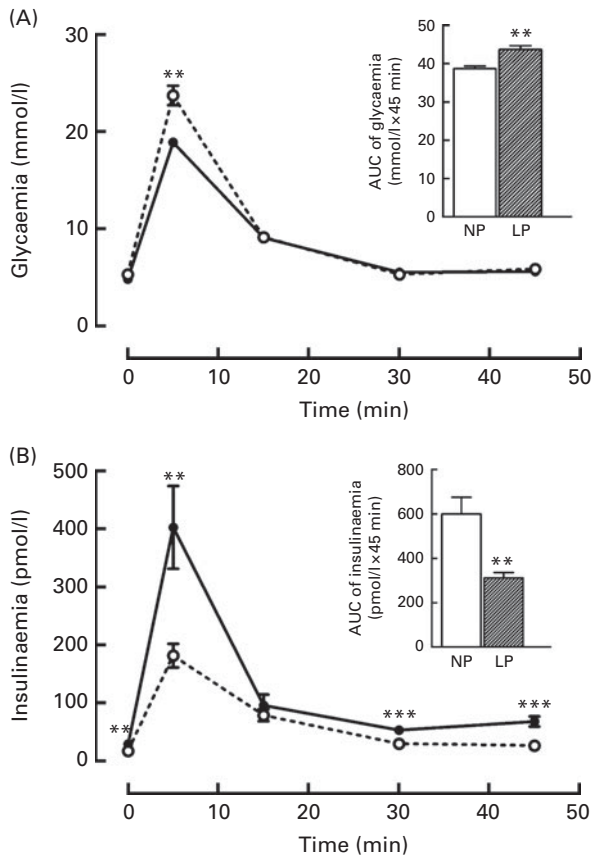 (A)
30
20
10
0
Glycaemia (mmol/l)
**
0 10 20 30 40 50
Time (min)
50
40
30
20
10
0
AUC of glycaemia
(mmol/l×45 min)
**
NP LP
(B)
500
400
300
200
100
0
Insulinaemia (pmol/l)
**
**
***
***
0 10 20 30 40 50
Time (min)
800
600
400
200
0
AUC of insulinaemia
(pmol/l×45 min)
**
NP LP